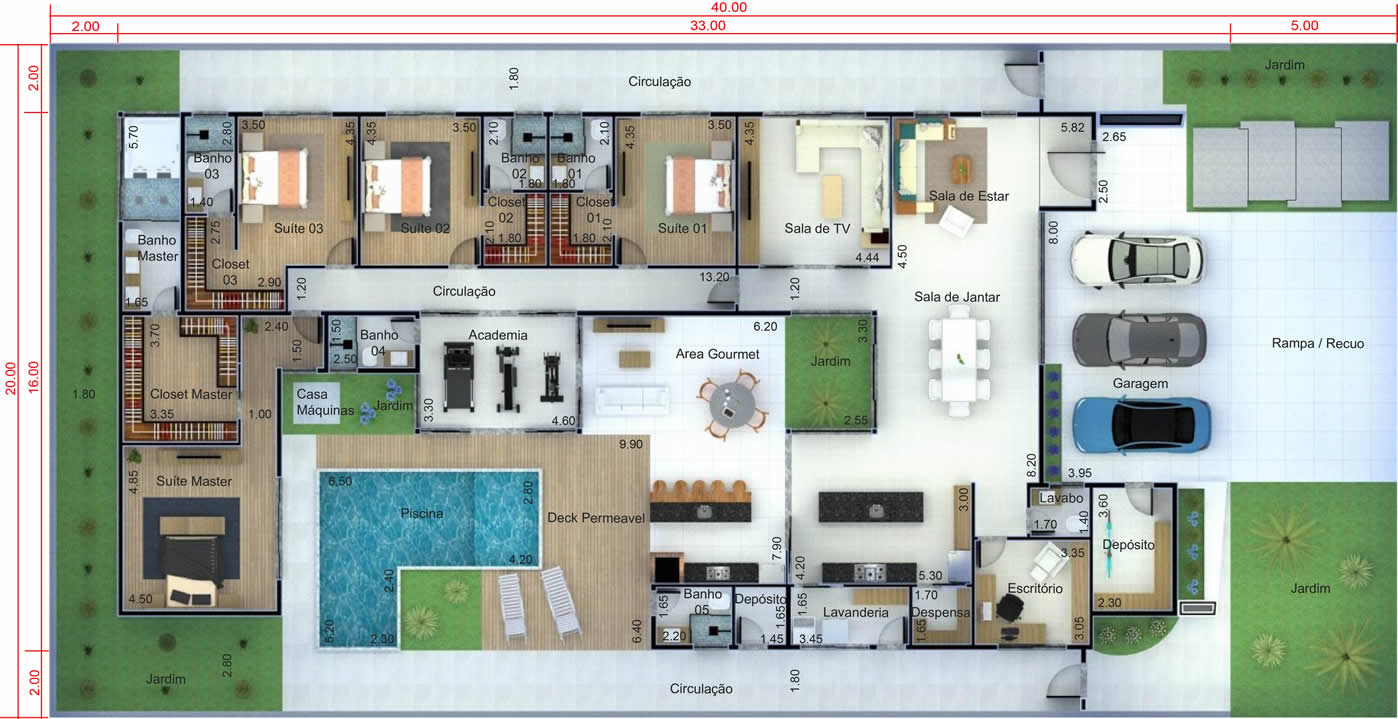 40.00
2.00
33.00
5.00
2.00
1.80
Circulação
Jardim
5.70
2.80
3.50
4.35
4.35
3.50
2.10
2.10
4.35
3.50
4.35
5.82
2.65
Banho
03
Banho
02
Banho
01
1.80
1.80
1.40
2.50
Sala de Estar
Closet
02
Closet
01
Suíte 03
Suíte 02
Suíte 01
Sala de TV
2.75
2.10
1.80
1.80
2.10
8.00
Banho
Master
Closet
03
4.44
4.50
2.90
13.20
1.65
1.20
Circulação
1.20
Sala de Jantar
3.70
2.40
1.50
1.50
Banho
04
2.50
Academia
6.20
3.30
Area Gourmet
Jardim
Rampa / Recuo
20.00
16.00
1.80
Closet Master
3.35
1.00
Casa
Máquinas
Jardim
3.30
4.60
2.55
Garagem
9.90
8.20
3.95
4.85
Suíte Master
6.50
2.80
Piscina
Deck Permeavel
3.00
Lavabo
1.70
1.40
3.60
Depósito
7.90
4.20
4.20
5.30
3.35
2.40
Escritório
Jardim
4.50
1.65
Banho
05
Depósito
1.65
1.65
Lavanderia
1.70
Despensa
1.65
2.30
5.20
2.30
6.40
2.20
1.45
3.45
3.05
Jardim
2.80
2.00
Circulação
1.80